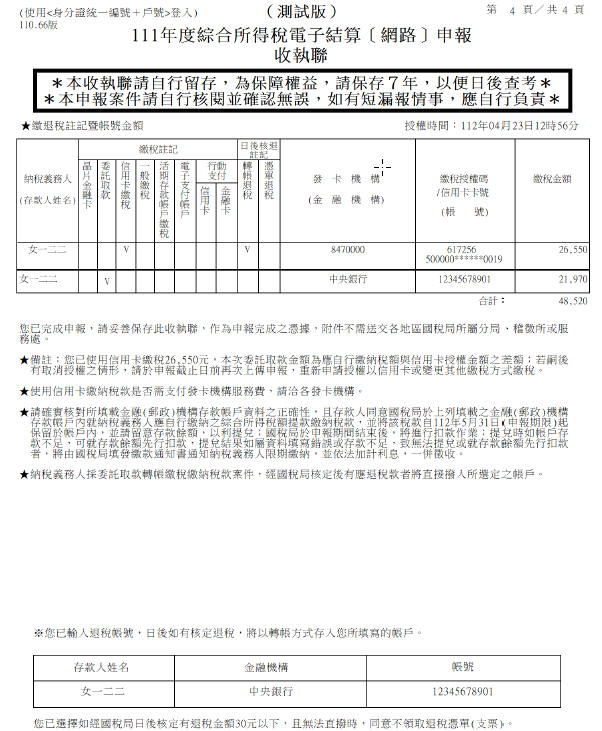 (使用<身分證統一編號＋戶號>登入)
110.66版
（測試版）
第 4 頁／共 4 頁
111年度綜合所得稅電子結算〔網路〕申報
收執聯
＊本收執聯請自行留存，為保障權益，請保存７年，以便日後查考＊
＊本申報案件請自行核閱並確認無誤，如有短漏報情事，應自行負責＊
★繳退稅註記暨帳號金額
授權時間：112年04月23日12時56分
納稅義務人
(存款人姓名)
繳稅註記
日後核退註記
晶片金融卡
委託取款
信用卡繳稅
一般繳稅
活期存款帳戶繳稅
電子支付帳戶
行動支付
信用卡
金融卡
轉帳退稅
憑單退稅
發卡機構
(金融機構)
繳稅授權碼
/信用卡卡號
(帳 號)
繳稅金額
女一二二 V V 8470000 617256 26,550
500000******0019
女一二二 V 中央銀行 12345678901 21,970
合計： 48,520
您已完成申報，請妥善保存此收執聯，作為申報完成之憑據，附件不需送交各地區國稅局所屬分局、稽徵所或服
務處。
★備註：您已使用信用卡繳稅26,550元，本次委託取款金額為應自行繳納稅額與信用卡授權金額之差額；若嗣後
有取消授權之情形，請於申報截止日前再次上傳申報，重新申請授權以信用卡或變更其他繳稅方式繳稅。
★使用信用卡繳納稅款是否需支付發卡機構服務費，請洽各發卡機構。
★請確實核對所填載金融(郵政)機構存款帳戶資料之正確性，且存款人同意國稅局於上列填載之金融(郵政)機構
存款帳戶內就納稅義務人應自行繳納之綜合所得稅額提款繳納稅款，並將該稅款自112年5月31日(申報期限)起
保留於帳戶內，並請留意存款餘額，以利提兌；國稅局於申報期間結束後，將進行扣款作業；提兌時如帳戶存
款不足，可就存款餘額先行扣款，提兌結果如屬資料填寫錯誤或存款不足，致無法提兌或就存款餘額先行扣款
者，將由國稅局填發繳款通知書通知納稅義務人限期繳納，並依法加計利息，一併徵收。
★納稅義務人採委託取款轉帳繳稅繳納稅款案件，經國稅局核定後有應退稅款者將直接撥入所選定之帳戶。
※您已輸入退稅帳號，日後如有核定退稅，將以轉帳方式存入您所填寫的帳戶。
存款人姓名 金融機構 帳號
女一二二 中央銀行 12345678901
您已選擇如經國稅局日後核定有退稅金額30元以下，且無法直撥時，同意不領取退稅憑單(支票)。